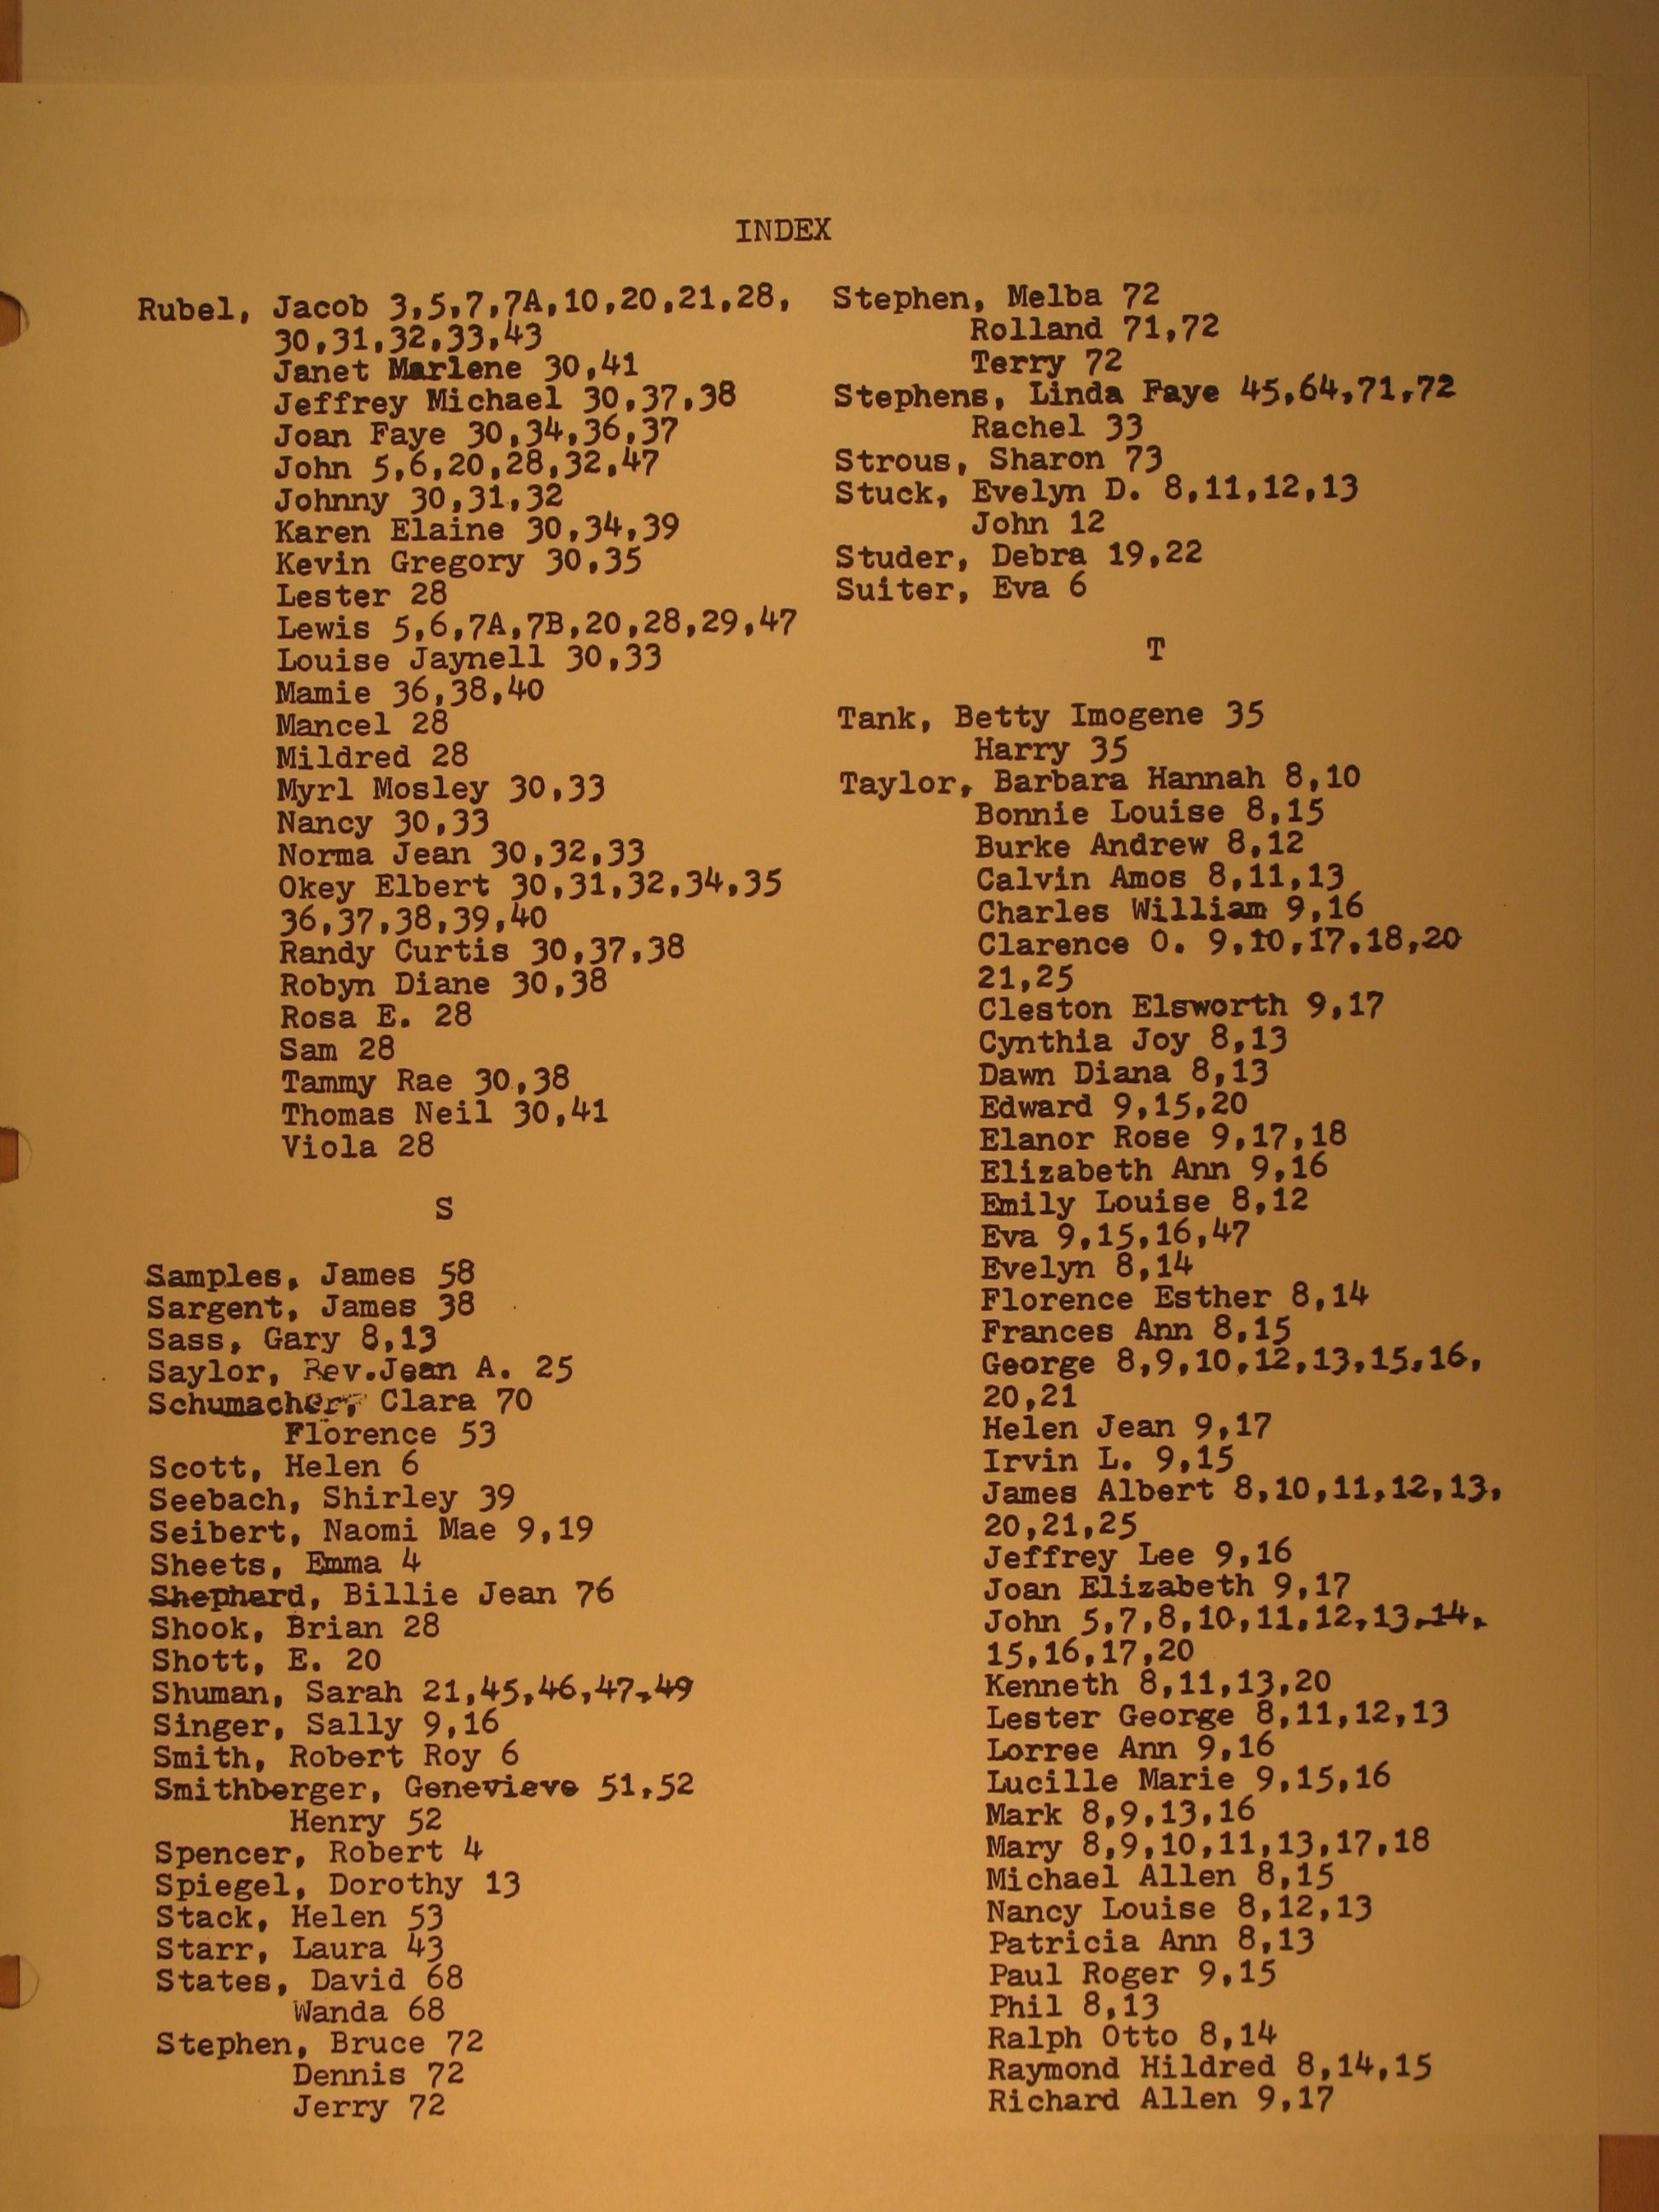 INDEX
Rubel, Jacob 3,5,7,7A,10,20,21,28,
30,31,32,33,43
Janet Marlene 30,41
Jeffrey Michael 30,37,38
Joan Faye 30,34,36,37
John 5,6,20,28,32,47
Johnny 30,31,32
Karen Elaine 30,34,39
Kevin Gregory 30,35
Lester 28
Lewis 5,6,7A,7B,20,28,29,47
Louise Jaynell 30,33
Mamie 36,38,40
Mancel 28
Mildred 28
Myrl Mosley 30,33
Nancy 30,33
Norma Jean 30,32,33
Okey Elbert 30,31,32,34,35
36,37,38,39,40
Randy Curtis 30,37,38
Robyn Diane 30,38
Rosa E. 28
Sam 28
Tammy Rae 30,38
Thomas Neil 30,41
Viola 28
S
Samples, James 58
Sargent, James 38
Sass, Gary 8,13
Saylor, Rev.Jean A. 25
Schumacher, Clara 70
Florence 53
Scott, Helen 6
Seebach, Shirley 39
Seibert, Naomi Mae 9,19
Sheets, Emma 4
Shepherd, Billie Jean 76
Shook, Brian 28
Shott, E. 20
Shuman, Sarah 21,45,46,47,49
Singer, Sally 9,16
Smith, Robert Roy 6
Smithberger, Genevieve 51,52
Henry 52
Spencer, Robert 4
Spiegel, Dorothy 13
Stack, Helen 53
Starr, Laura 43
States, David 68
Wanda 68
Stephen, Bruce 72
Dennis 72
Jerry 72
Stephen, Melba 72
Rolland 71,72
Terry 72
Stephens, Linda Faye 45,64,71,72
Rachel 33
Strous, Sharon 73
Stuck, Evelyn D. 8,11,12,13
John 12
Studer, Debra 19,22
Suiter, Eva 6
T
Tank, Betty Imogene 35
Harry 35
Taylor, Barbara Hannah 8,10
Bonnie Louise 8,15
Burke Andrew 8,12
Calvin Amos 8,11,13
Charles William 9,16
Clarence O. 9,10,17,18,20
21,25
Cleston Elsworth 9,17
Cynthia Joy 8,13
Dawn Diana 8,13
Edward 9,15,20
Elanor Rose 9,17,18
Elizabeth Ann 9,16
Emily Louise 8,12
Eva 9,15,16,47
Evelyn 8,14
Florence Esther 8,14
Frances Ann 8,15
George 8,9,10,12,13,15,16,
20,21
Helen Jean 9,17
Irvin L. 9,15
James Albert 8,10,11,12,13,
20,21,25
Jeffrey Lee 9,16
Joan Elizabeth 9,17
John 5,7,8,10,11,12,13,14,
15,16,17,20
Kenneth 8,11,13,20
Lester George 8,11,12,13
Lorree Ann 9,16
Lucille Marie 9,15,16
Mark 8,9,13,16
Mary 8,9,10,11,13,17,18
Michael Allen 8,15
Nancy Louise 8,12,13
Patricia Ann 8,13
Paul Roger 9,15
Phil 8,13
Ralph Otto 8,14
Raymond Hildred 8,14,15
Richard Allen 9,17